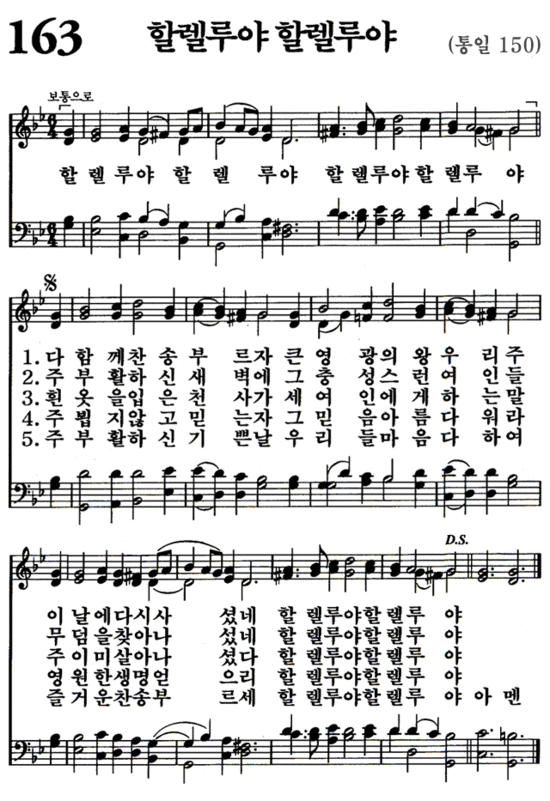 163 할렐루야 할렐루야 (통일 150)
보통으로
할 렐 루야 할 렐 루야 할 렐루야할 렐루 야
1. 다 함 께찬 송 부 르자 큰 영 광의 왕 우 리주
2. 주 부 활하 신 새 벽에 그 충 성스 런 여 인들
3. 흰 옷 을입 은 천 사가 세 여 인에 게 하 는말
4. 주 뵙 지않 고 믿 는자 그 믿 음아 름 다 워라
5. 주 부 활하 신 기 쁜날 우 리 들마 음 다 하여
D.S.
이 날 에다시사 셨네 할 렐루야할렐루 야
무 덤 을찾아나 섰네 할 렐루야할렐루 야
주 이 미살아나 셨다 할 렐루야할렐루 야
영 원 한생명얻 으리 할 렐루야할렐루 야
즐 거 운찬송부 르세 할 렐루야할렐루 야 아 멘